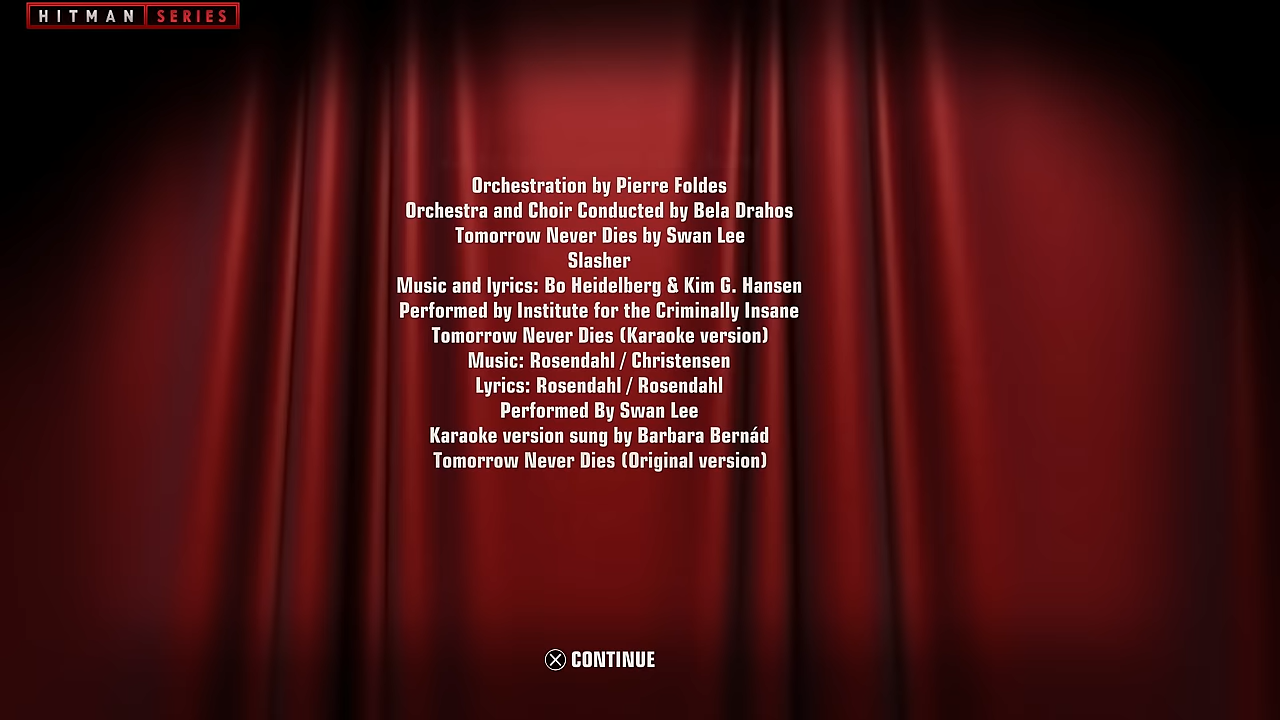 HITMAN SERIES
Orchestration by Pierre Foldes
Orchestra and Choir Conducted by Bela Drahos
Tomorrow Never Dies by Swan Lee
Slasher
Music and lyrics: Bo Heidelberg & Kim G. Hansen
Performed by Institute for the Criminally Insane
Tomorrow Never Dies (Karaoke version)
Music: Rosendahl / Christensen
Lyrics: Rosendahl / Rosendahl
Performed By Swan Lee
Karaoke version sung by Barbara Bernád
Tomorrow Never Dies (Original version)
CONTINUE